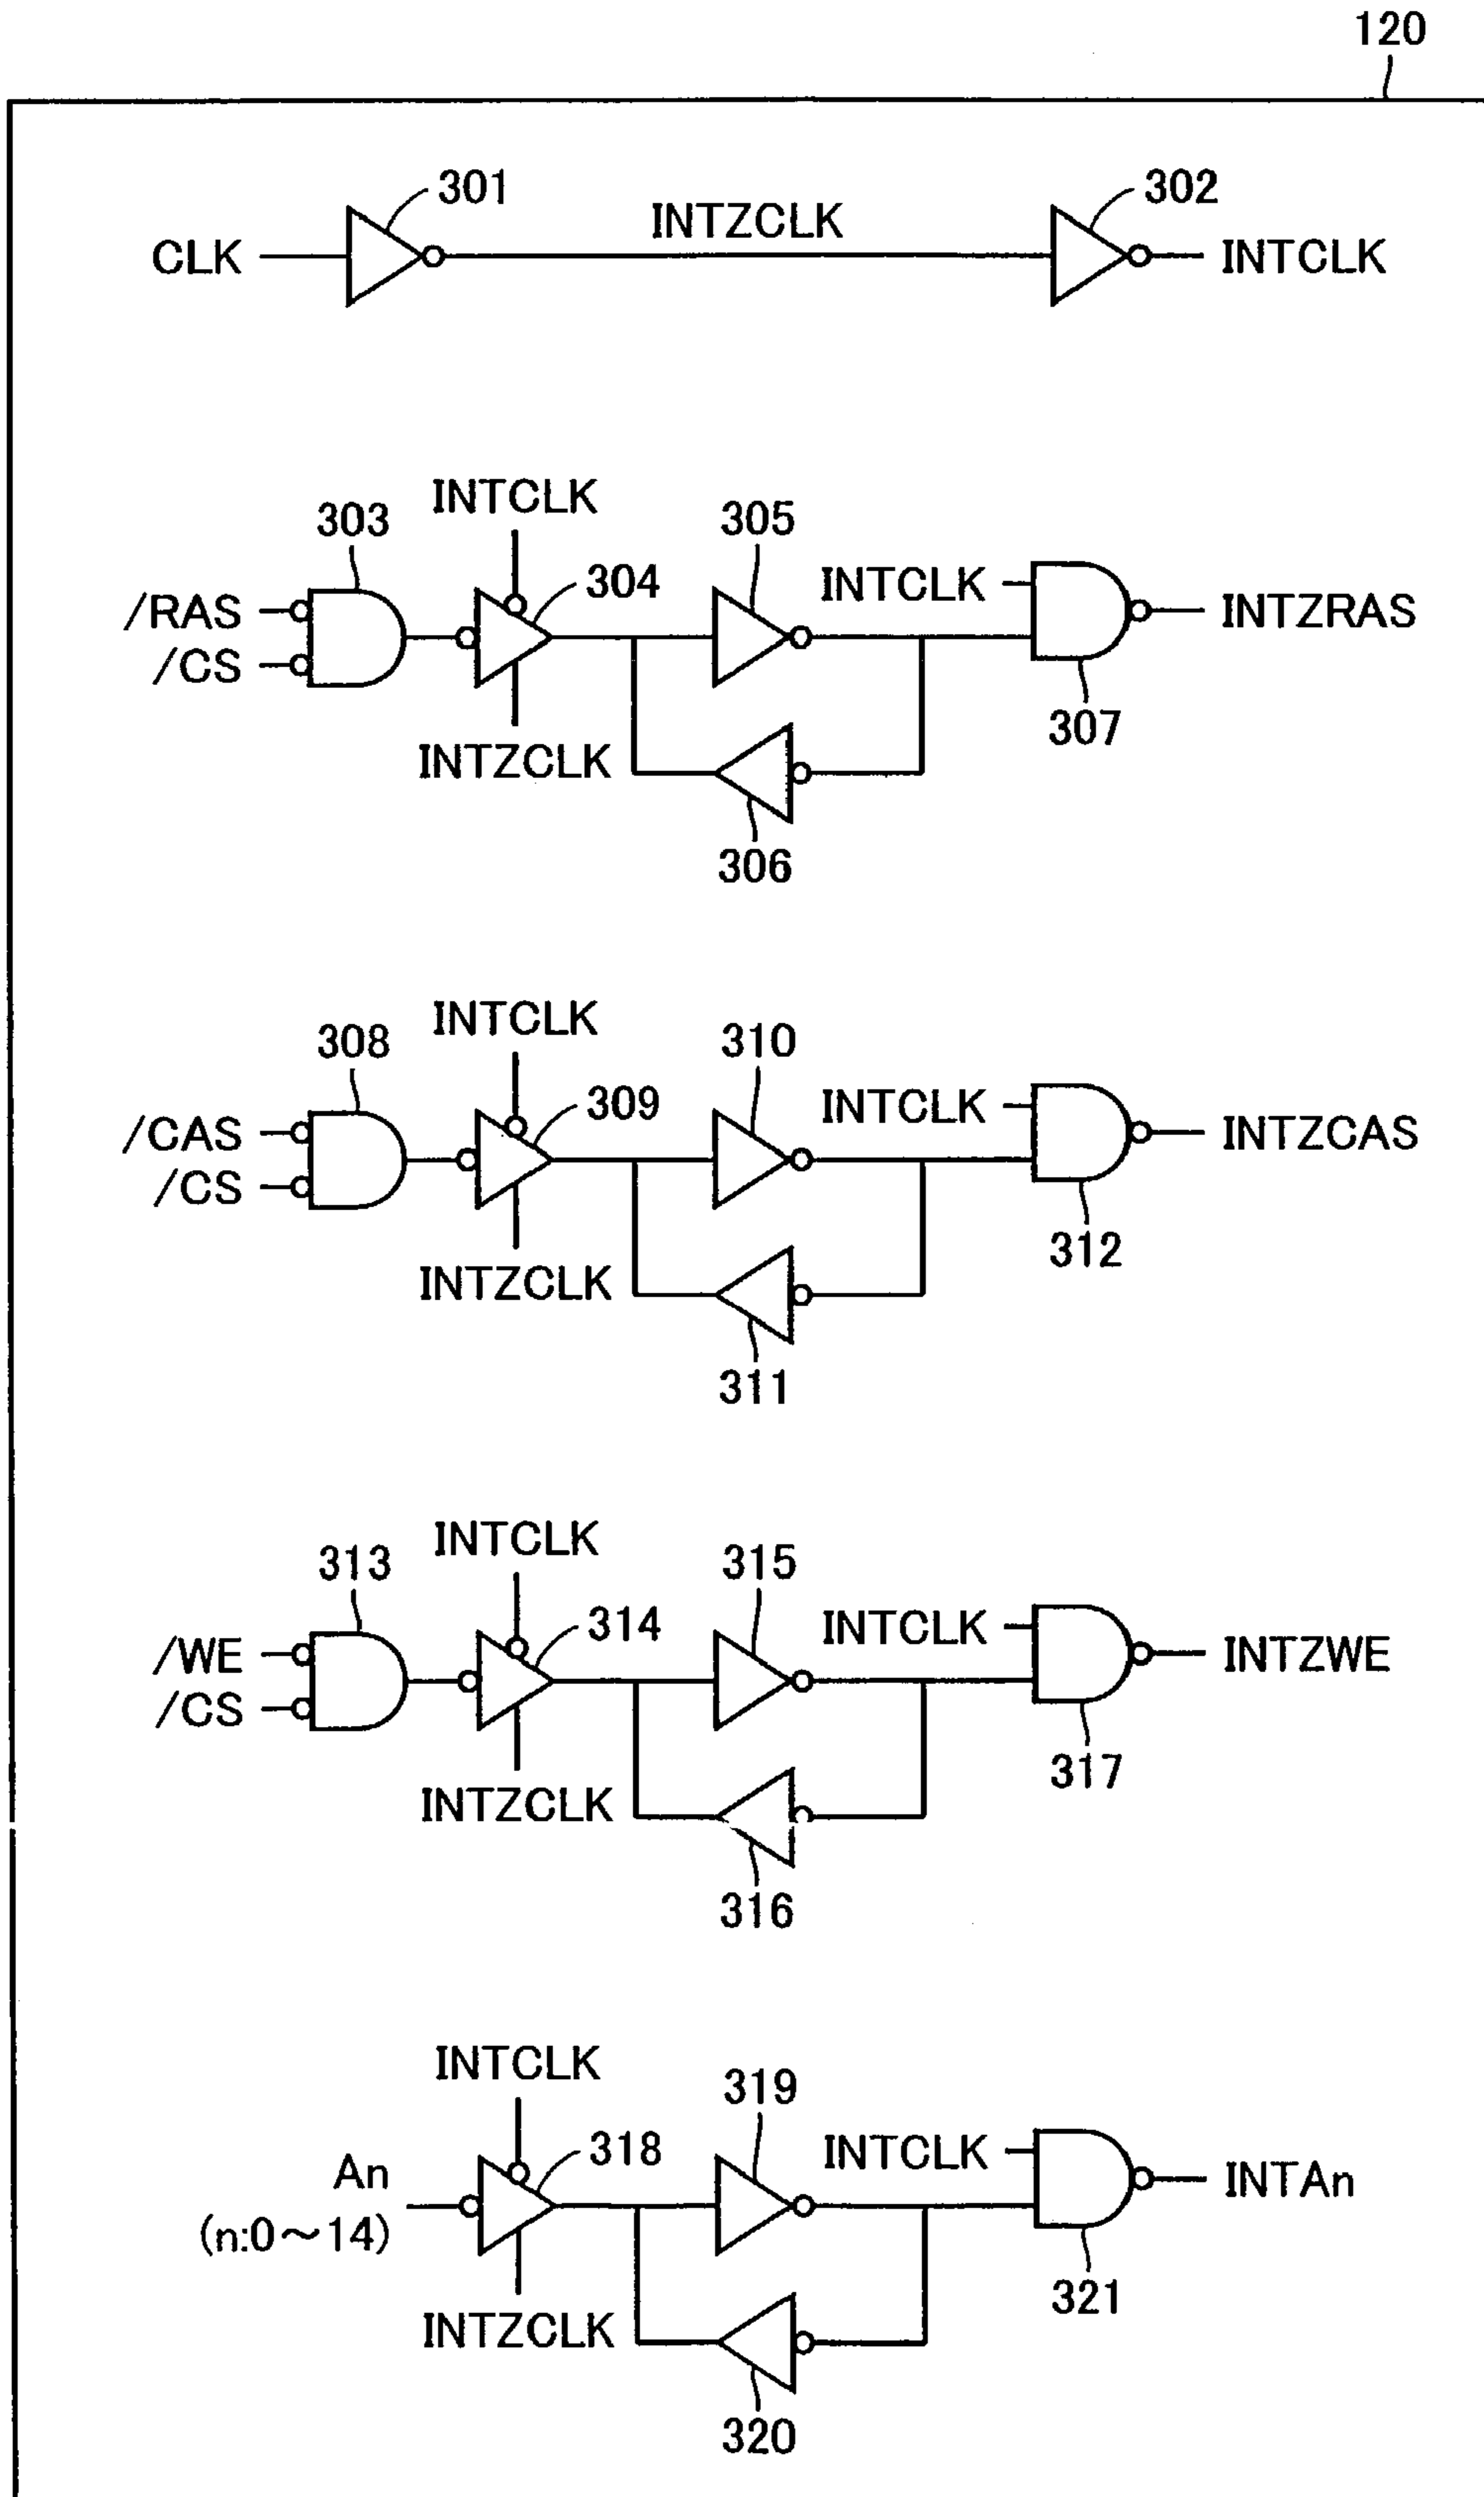 120
301
302
CLK
INTZCLK
INTCLK
INTCLK
303
305
304
INTCLK
/RAS
/CS
INTZRAS
INTZCLK
307
306
INTCLK
308
310
309
INTCLK
/CAS
/CS
INTZCAS
INTZCLK
312
311
INTCLK
313
315
314
INTCLK
/WE
/CS
INTZWE
INTZCLK
317
316
INTCLK
319
318
INTCLK
An
(n:0~14)
INTAn
INTZCLK
321
320